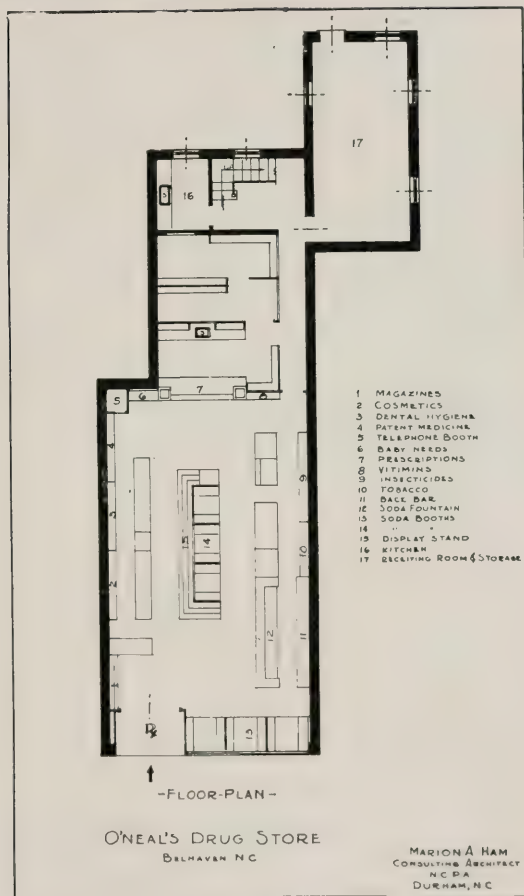 17
16
5
6
7
8
4
3
2
1
15
14
9
10
11
12
13
℞
1 MAGAZINES
2 COSMETICS
3 DENTAL HYGIENE
4 PATENT MEDICINE
5 TELEPHONE BOOTH
6 BABY NEEDS
7 PRESCRIPTIONS
8 VITIMINS
9 INSECTICIDES
10 TOBACCO
11 BACK BAR
12 SODA FOUNTAIN
13 SODA BOOTHS
14 " "
15 DISPLAY STAND
16 KITCHEN
17 RECEIVING ROOM & STORAGE
-FLOOR-PLAN-
O'NEAL'S DRUG STORE
BELHAVEN NC
MARION A HAM
CONSULTING ARCHITECT
N C P A
DURHAM, N C